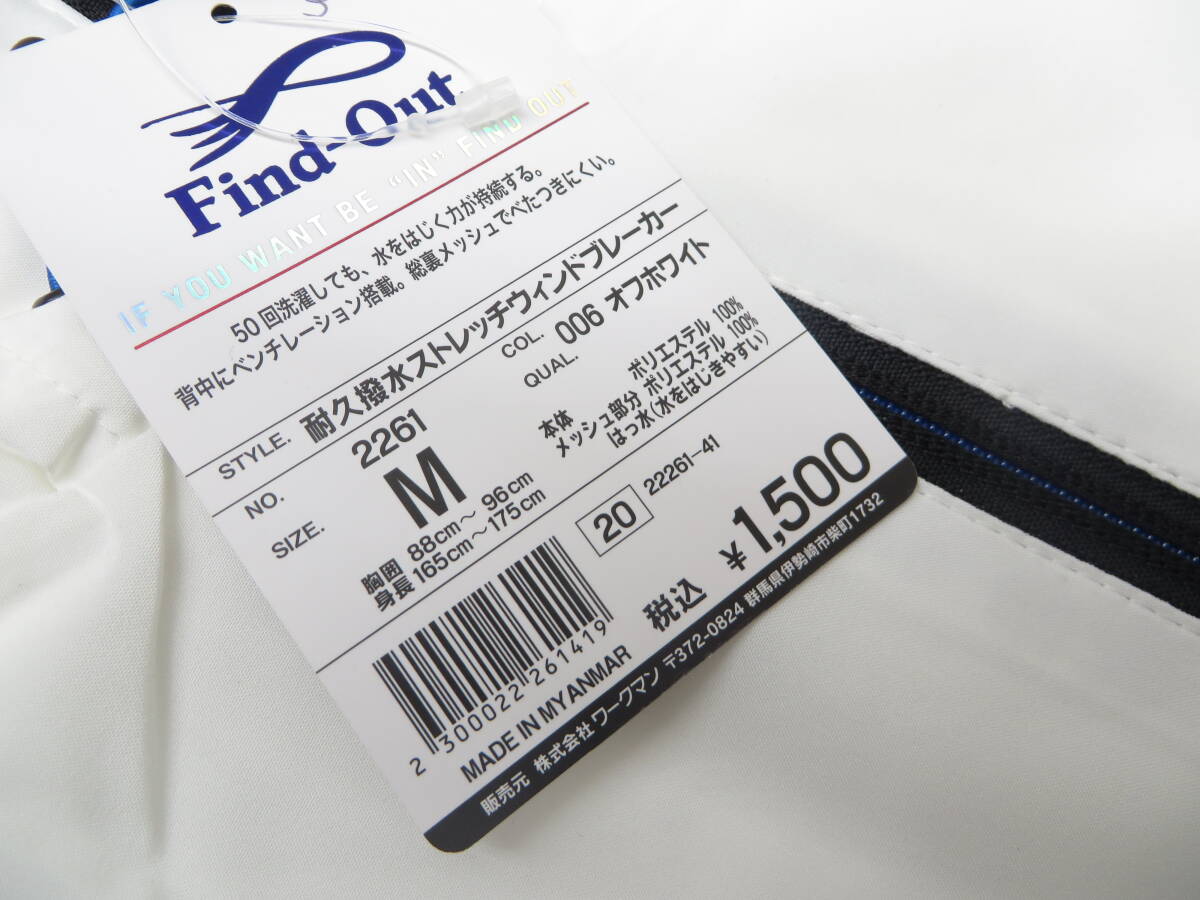 Find-Out
IF YOU WANT BE "IN" FIND OUT
50回洗濯しても、水をはじく力が持続する。
背中にベンチレーション搭載。総裏メッシュでべたつきにくい。
STYLE. 耐久撥水ストレッチウィンドブレーカー
NO. 2261
COL. 006 オフホワイト
SIZE. M
QUAL.
本体 ポリエステル 100%
メッシュ部分 ポリエステル 100%
はっ水(水をはじきやすい)
胸囲 88cm～ 96cm
身長 165cm～175cm
20 22261-41
税込 ¥1,500
2 300022 261419
MADE IN MYANMAR
販売元 株式会社 ワークマン 〒372-0824 群馬県伊勢崎市柴町1732